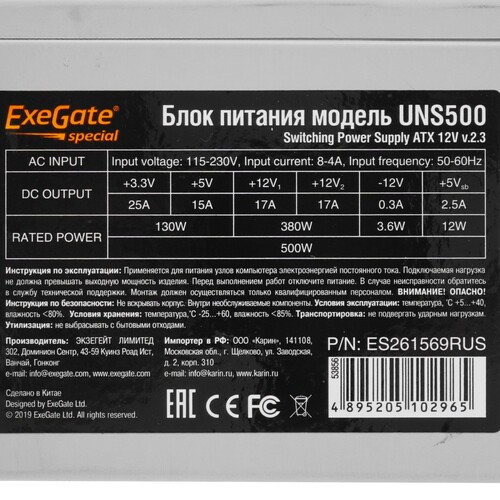 ExeGate®
special
Блок питания модель UNS500
Switching Power Supply ATX 12V v.2.3
AC INPUT Input voltage: 115-230V, Input current: 8-4A, Input frequency: 50-60Hz
DC OUTPUT +3.3V +5V +12V1 +12V2 -12V +5Vsb
25A 15A 17A 17A 0.3A 2.5A
RATED POWER 130W 380W 3.6W 12W
500W
Инструкция по эксплуатации: Применяется для питания узлов компьютера электроэнергией постоянного тока. Подключаемая нагрузка
не должна превышать выходную мощность изделия. Перед выполнением работ отключите питание. В случае неисправности обратитесь
в службу технической поддержки. Монтаж должен осуществляться только квалифицированным персоналом. ВНИМАНИЕ! ОПАСНО!
Инструкция по безопасности: Не вскрывать корпус. Внутри необслуживаемые компоненты. Условия эксплуатации: температура, °C +5...+40,
влажность <80%. Условия хранения: температура,°C -25...+60, влажность <85%. Транспортировка: не подвергать ударным нагрузкам.
Утилизация: не выбрасывать с бытовыми отходами.
Производитель: ЭКЗЕГЕЙТ ЛИМИТЕД
302, Доминион Сентр, 43-59 Куинз Роад Ист,
Ванчай, Гонконг
e-mail: info@exegate.com, www.exegate.com
Импортер в РФ: ООО «Карин», 141108,
Московская обл., г. Щелково, ул. Заводская,
д. 2, корп. 310
e-mail: info@karin.ru, www.karin.ru
P/N: ES261569RUS
Сделано в Китае
Designed by ExeGate Ltd.
© 2019 ExeGate Ltd. All rights reserved.
EAC CE FC
53856
4 895205 102965